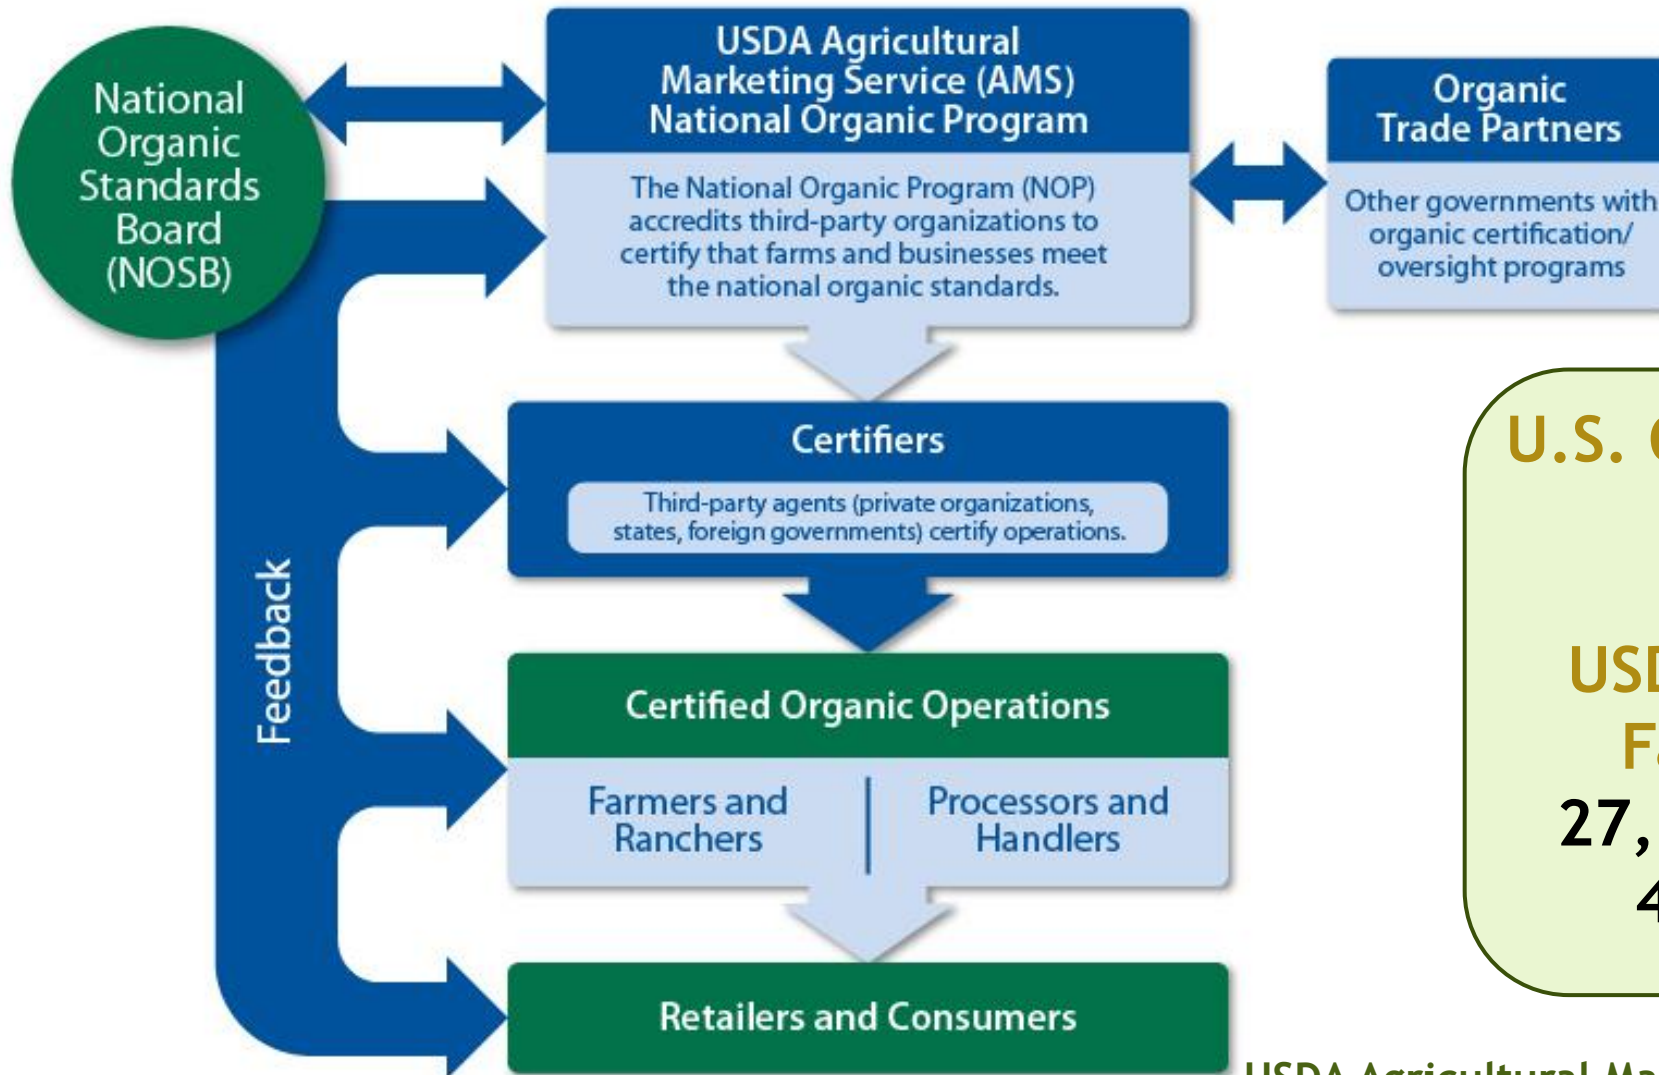 National
Organic
Standards
Board
(NOSB)
USDA Agricultural
Marketing Service (AMS)
National Organic Program
The National Organic Program (NOP)
accredits third-party organizations to
certify that farms and businesses meet
the national organic standards.
Organic
Trade Partners
Other governments with
organic certification/
oversight programs
Certifiers
Third-party agents (private organizations,
states, foreign governments) certify operations.
Feedback
Certified Organic Operations
Farmers and
Ranchers
Processors and
Handlers
Retailers and Consumers
U.S.
27,
USDA Agricultural